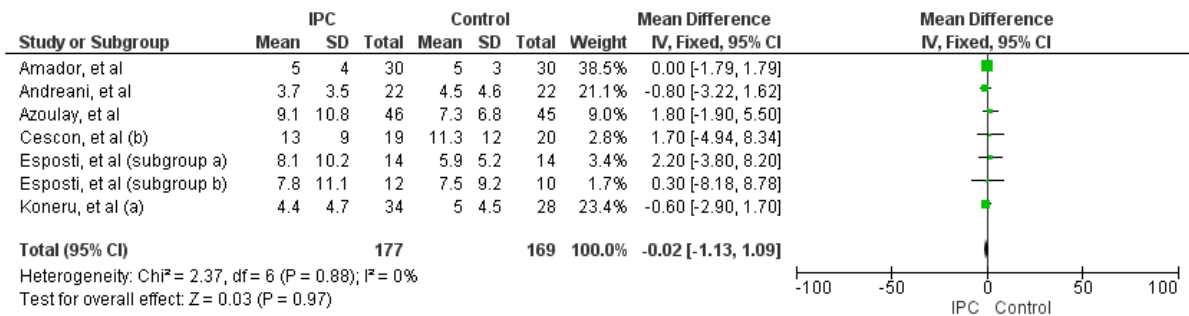 IPC Control Mean Difference Mean Difference
Study or Subgroup Mean SD Total Mean SD Total Weight IV, Fixed, 95% CI IV, Fixed, 95% CI
Amador, et al 5 4 30 5 3 30 38.5% 0.00 [-1.79, 1.79]
Andreani, et al 3.7 3.5 22 4.5 4.6 22 21.1% -0.80 [-3.22, 1.62]
Azoulay, et al 9.1 10.8 46 7.3 6.8 45 9.0% 1.80 [-1.90, 5.50]
Cescon, et al (b) 13 9 19 11.3 12 20 2.8% 1.70 [-4.94, 8.34]
Esposti, et al (subgroup a) 8.1 10.2 14 5.9 5.2 14 3.4% 2.20 [-3.80, 8.20]
Esposti, et al (subgroup b) 7.8 11.1 12 7.5 9.2 10 1.7% 0.30 [-8.18, 8.78]
Koneru, et al (a) 4.4 4.7 34 5 4.5 28 23.4% -0.60 [-2.90, 1.70]
Total (95% CI) 177 169 100.0% -0.02 [-1.13, 1.09]
Heterogeneity: Chi² = 2.37, df = 6 (P = 0.88); I² = 0%
Test for overall effect: Z = 0.03 (P = 0.97)
-100 -50 0 50 100
IPC Control